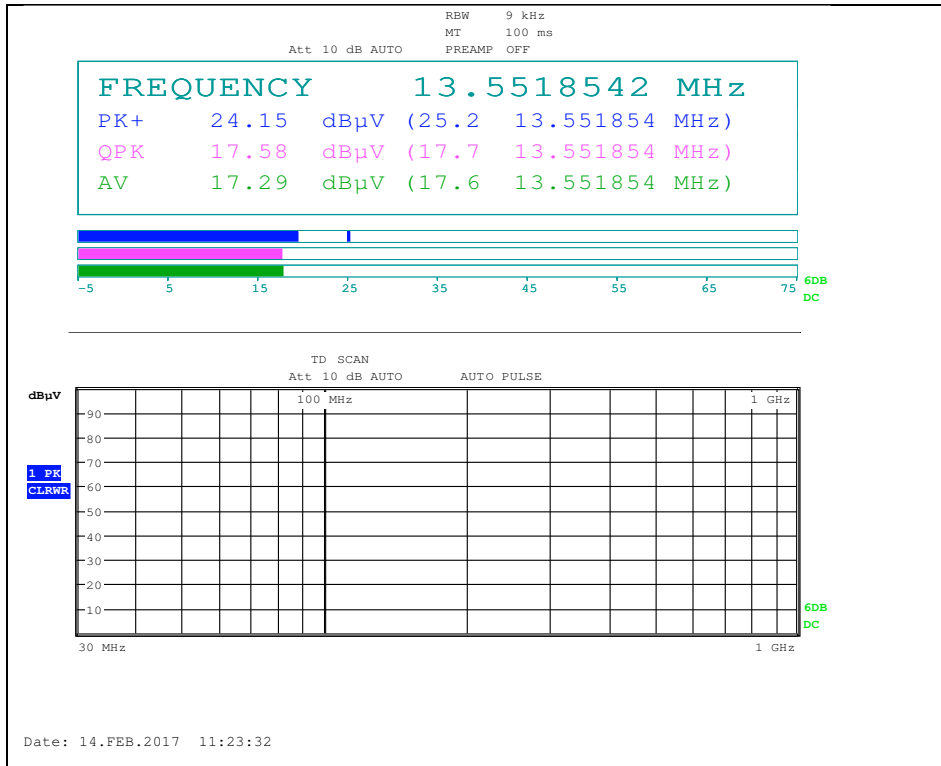 RBW 9 kHz
MT 100 ms
Att 10 dB AUTO PREAMP OFF
FREQUENCY 13.5518542 MHz
PK+ 24.15 dBµV (25.2 13.551854 MHz)
QPK 17.58 dBµV (17.7 13.551854 MHz)
AV 17.29 dBµV (17.6 13.551854 MHz)
-5 5 15 25 35 45 55 65 75
6DB
DC
TD SCAN
Att 10 dB AUTO AUTO PULSE
dBµV
100 MHz 1 GHz
90
80
70
1 PK
60
CLRWR
50
40
30
20
10
6DB
DC
30 MHz 1 GHz
Date: 14.FEB.2017 11:23:32